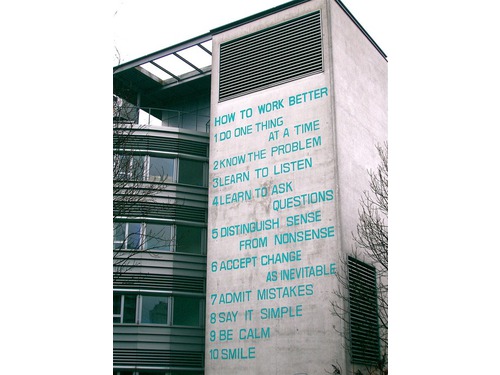 HOW TO WORK BETTER
1 DO ONE THING
AT A TIME
2 KNOW THE PROBLEM
3 LEARN TO LISTEN
4 LEARN TO ASK
QUESTIONS
5 DISTINGUISH SENSE
FROM NONSENSE
6 ACCEPT CHANGE
AS INEVITABLE
7 ADMIT MISTAKES
8 SAY IT SIMPLE
9 BE CALM
10 SMILE